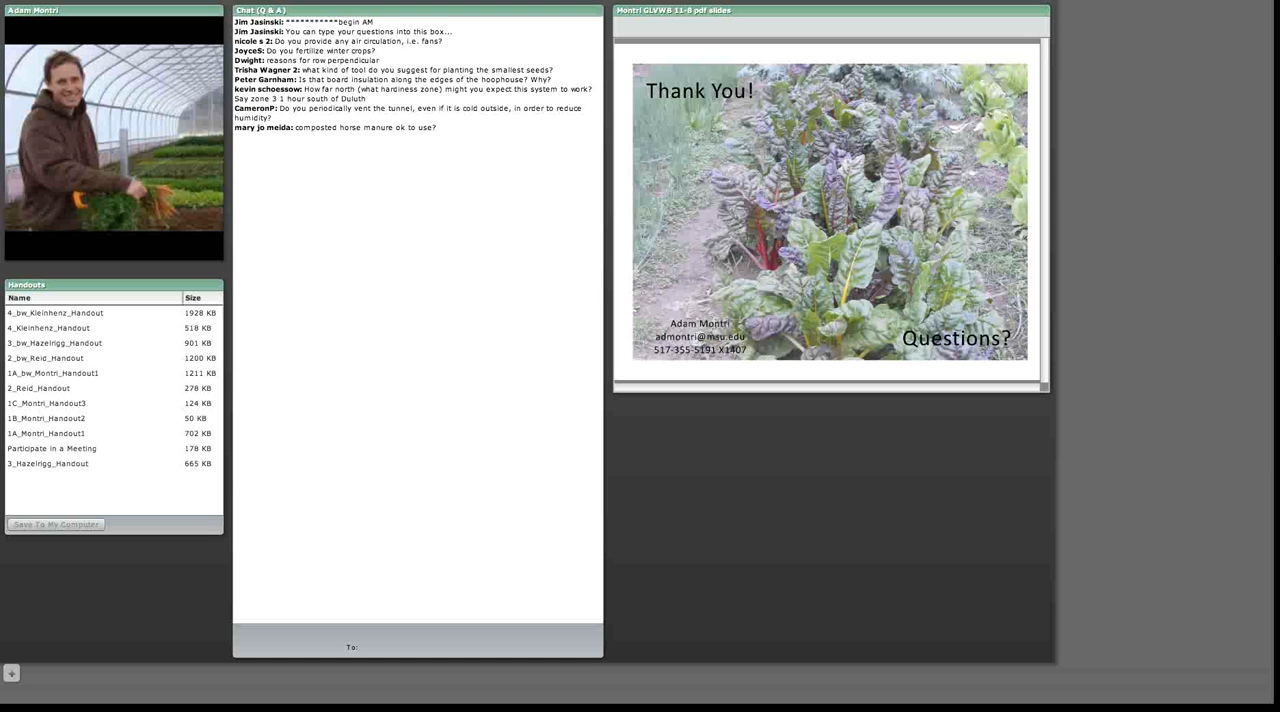 Adam Montri
Handouts
Name Size
4_bw_Kleinhenz_Handout 1928 KB
4_Kleinhenz_Handout 518 KB
3_bw_Hazelrigg_Handout 901 KB
2_bw_Reid_Handout 1200 KB
1A_bw_Montri_Handout1 1211 KB
2_Reid_Handout 278 KB
1C_Montri_Handout3 124 KB
1B_Montri_Handout2 50 KB
1A_Montri_Handout1 702 KB
Participate in a Meeting 178 KB
3_Hazelrigg_Handout 665 KB
Save To My Computer
Chat (Q & A)
Jim Jasinski: ***********begin AM
Jim Jasinski: You can type your questions into this box...
nicole s 2: Do you provide any air circulation, i.e. fans?
JoyceS: Do you fertilize winter crops?
Dwight: reasons for row perpendicular
Trisha Wagner 2: what kind of tool do you suggest for planting the smallest seeds?
Peter Garnham: Is that board insulation along the edges of the hoophouse? Why?
kevin schoessow: How far north (what hardiness zone) might you expect this system to work?
Say zone 3 1 hour south of Duluth
CameronP: Do you periodically vent the tunnel, even if it is cold outside, in order to reduce
humidity?
mary jo meida: composted horse manure ok to use?
To:
Montri GLVWB 11-8 pdf slides
Thank You!
Adam Montri
admontri@msu.edu
517-355-5191 X1407
Questions?